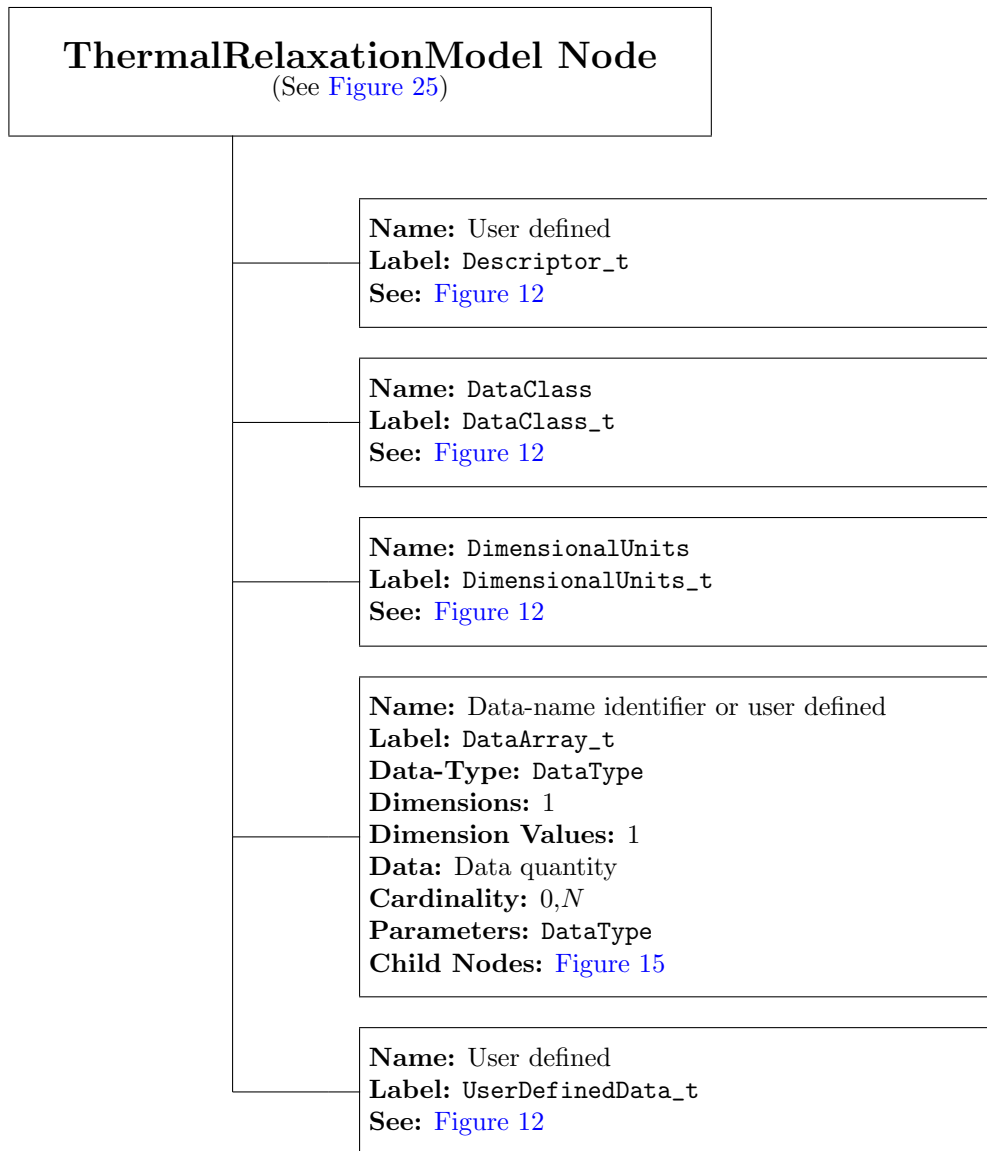 ThermalRelaxationModel Node
(See Figure 25)
Name: User defined
Label: Descriptor_t
See: Figure 12
Name: DataClass
Label: DataClass_t
See: Figure 12
Name: DimensionalUnits
Label: DimensionalUnits_t
See: Figure 12
Name: Data-name identifier or user defined
Label: DataArray_t
Data-Type: DataType
Dimensions: 1
Dimension Values: 1
Data: Data quantity
Cardinality: 0,N
Parameters: DataType
Child Nodes: Figure 15
Name: User defined
Label: UserDefinedData_t
See: Figure 12